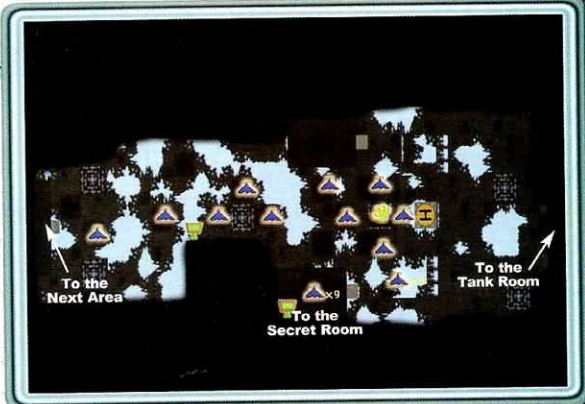 To the
Next Area
To the
Tank Room
x9
To the
Secret Room
H